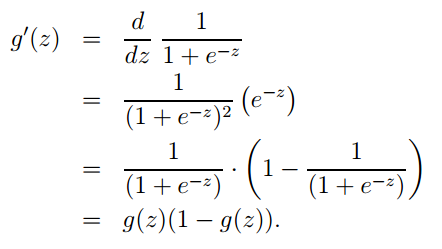 g′(z) = d/dz 1/(1 + e^{−z})
= 1/(1 + e^{−z})² (e^{−z})
= 1/(1 + e^{−z}) · (1 − 1/(1 + e^{−z}))
= g(z)(1 − g(z)).